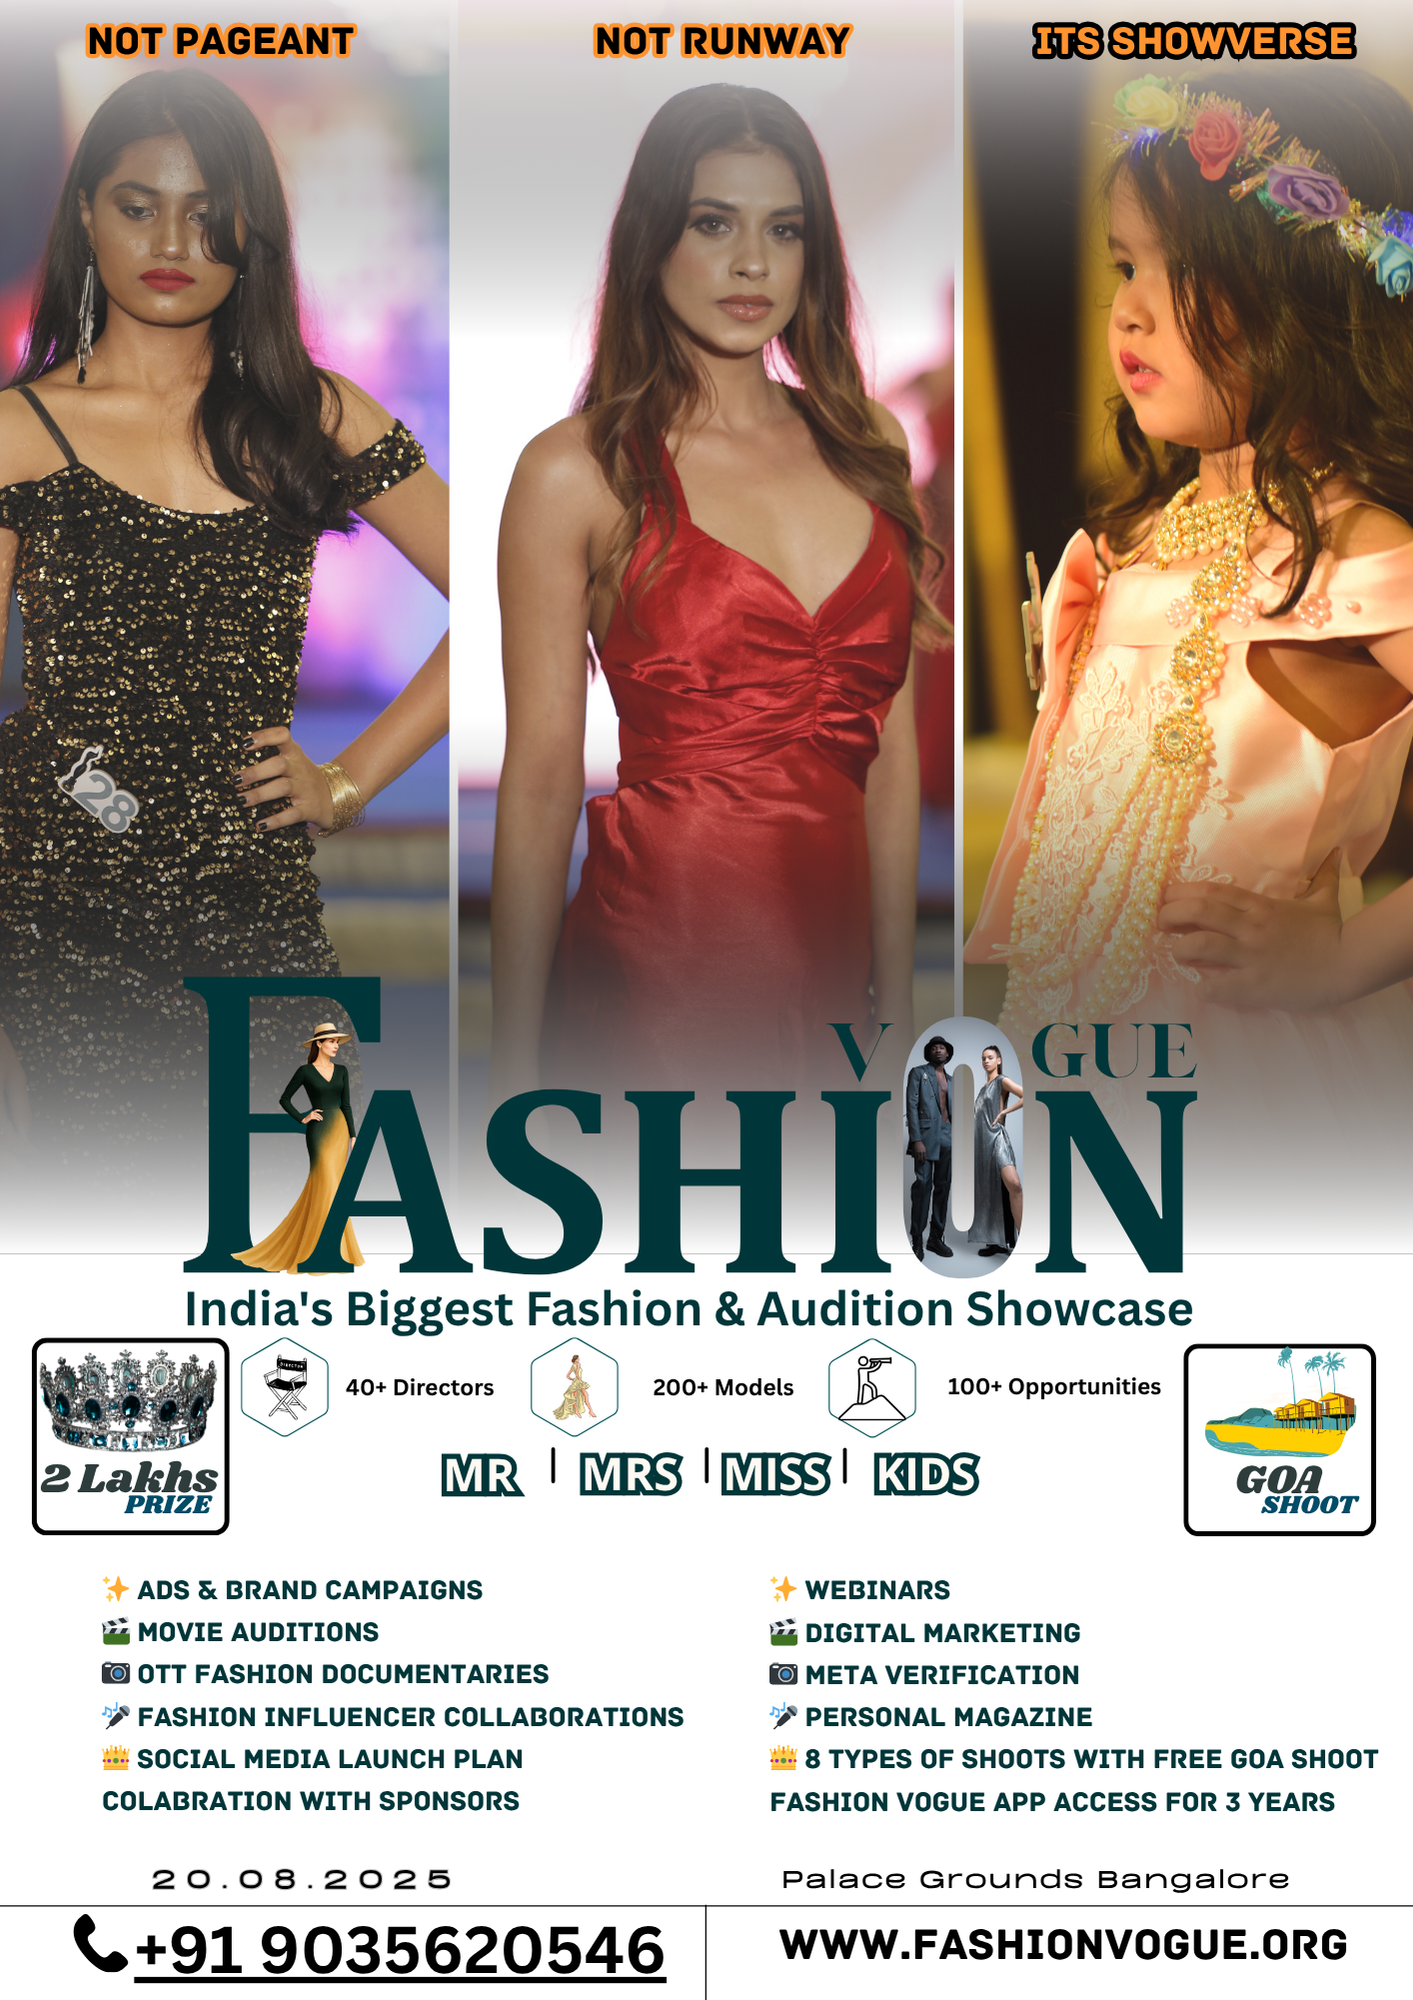 NOT PAGEANT
NOT RUNWAY
ITS SHOWVERSE
28
VOGUE
FASHION
India's Biggest Fashion & Audition Showcase
DIRECTOR
40+ Directors
200+ Models
100+ Opportunities
2 Lakhs
PRIZE
MR | MRS | MISS | KIDS
GOA
SHOOT
✨ ADS & BRAND CAMPAIGNS
🎬 MOVIE AUDITIONS
📷 OTT FASHION DOCUMENTARIES
🎤 FASHION INFLUENCER COLLABORATIONS
👑 SOCIAL MEDIA LAUNCH PLAN
COLABRATION WITH SPONSORS
✨ WEBINARS
🎬 DIGITAL MARKETING
📷 META VERIFICATION
🎤 PERSONAL MAGAZINE
👑 8 TYPES OF SHOOTS WITH FREE GOA SHOOT
FASHION VOGUE APP ACCESS FOR 3 YEARS
20.08.2025
Palace Grounds Bangalore
+91 9035620546
WWW.FASHIONVOGUE.ORG